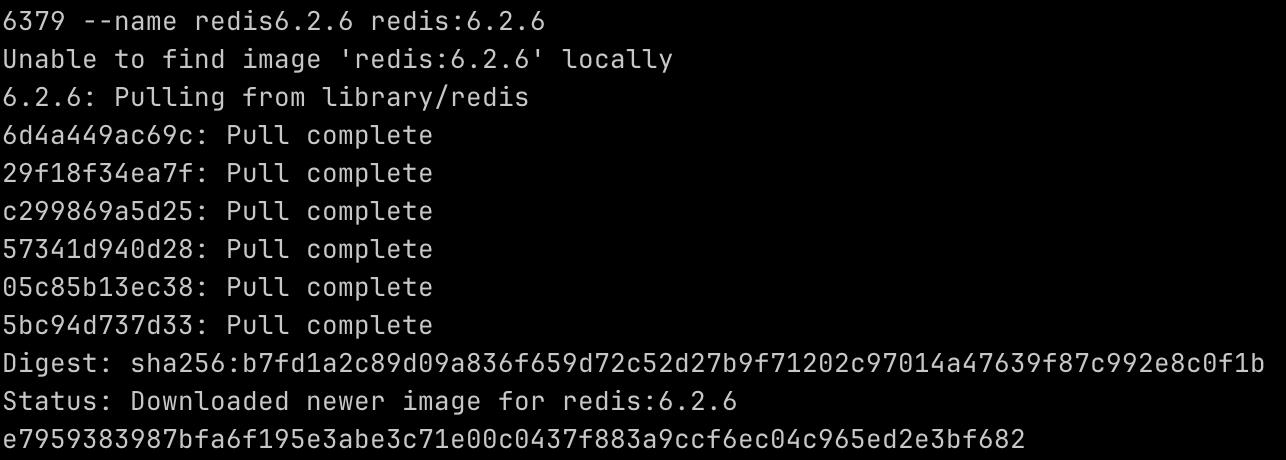 6379 --name redis6.2.6 redis:6.2.6
Unable to find image 'redis:6.2.6' locally
6.2.6: Pulling from library/redis
6d4a449ac69c: Pull complete
29f18f34ea7f: Pull complete
c299869a5d25: Pull complete
57341d940d28: Pull complete
05c85b13ec38: Pull complete
5bc94d737d33: Pull complete
Digest: sha256:b7fd1a2c89d09a836f659d72c52d27b9f71202c97014a47639f87c992e8c0f1b
Status: Downloaded newer image for redis:6.2.6
e7959383987bfa6f195e3abe3c71e00c0437f883a9ccf6ec04c965ed2e3bf682